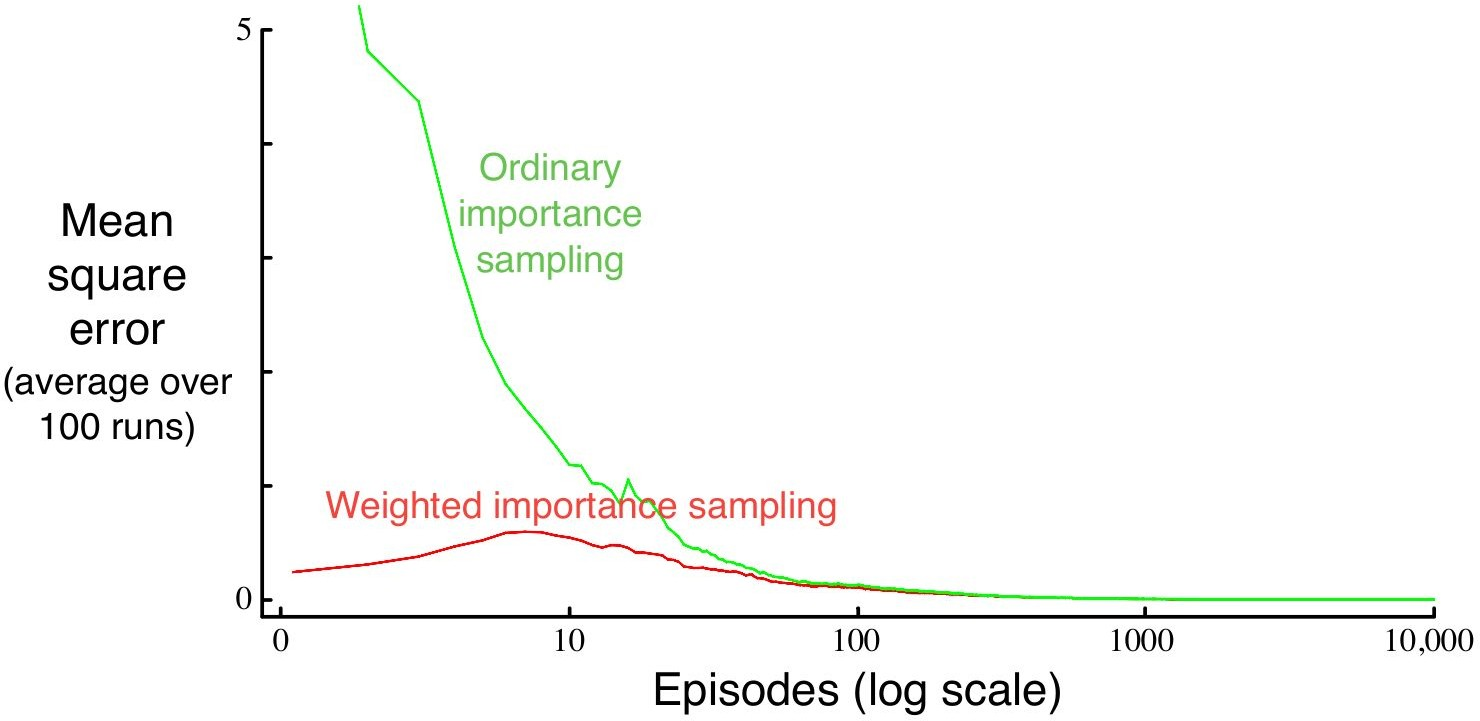 5
Ordinary
importance
sampling
Mean
square
error
(average over
100 runs)
Weighted importance sampling
0
0 10 100 1000 10,000
Episodes (log scale)